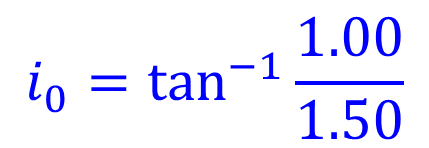 i₀ = tan⁻¹ 1.00/1.50